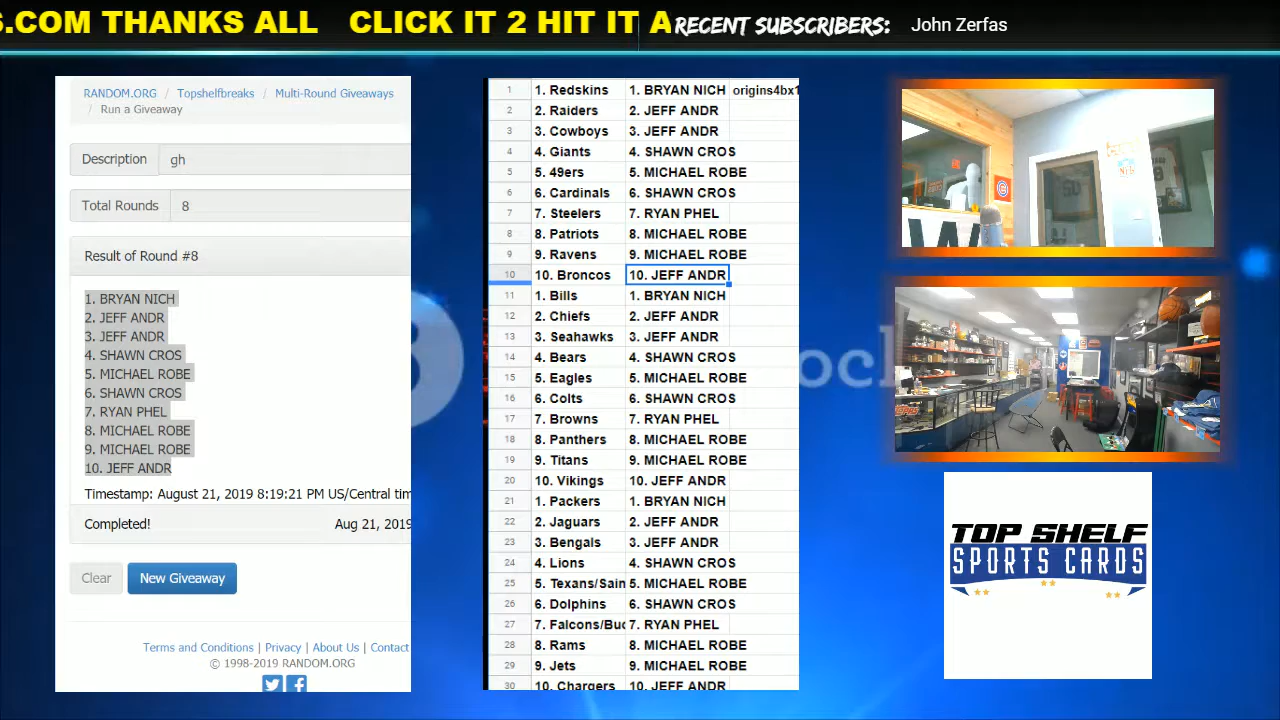 S.COM THANKS ALL CLICK IT 2 HIT IT A
RECENT SUBSCRIBERS: John Zerfas
RANDOM.ORG / Topshelfbreaks / Multi-Round Giveaways
/ Run a Giveaway
Description gh
Total Rounds 8
Result of Round #8
1. BRYAN NICH
2. JEFF ANDR
3. JEFF ANDR
4. SHAWN CROS
5. MICHAEL ROBE
6. SHAWN CROS
7. RYAN PHEL
8. MICHAEL ROBE
9. MICHAEL ROBE
10. JEFF ANDR
Timestamp: August 21, 2019 8:19:21 PM US/Central tim
Completed! Aug 21, 2019
Clear New Giveaway
Terms and Conditions | Privacy | About Us | Contact
© 1998-2019 RANDOM.ORG
1 1. Redskins 1. BRYAN NICH origins4bx1
2 2. Raiders 2. JEFF ANDR
3 3. Cowboys 3. JEFF ANDR
4 4. Giants 4. SHAWN CROS
5 5. 49ers 5. MICHAEL ROBE
6 6. Cardinals 6. SHAWN CROS
7 7. Steelers 7. RYAN PHEL
8 8. Patriots 8. MICHAEL ROBE
9 9. Ravens 9. MICHAEL ROBE
10 10. Broncos 10. JEFF ANDR
11 1. Bills 1. BRYAN NICH
12 2. Chiefs 2. JEFF ANDR
13 3. Seahawks 3. JEFF ANDR
14 4. Bears 4. SHAWN CROS
15 5. Eagles 5. MICHAEL ROBE
16 6. Colts 6. SHAWN CROS
17 7. Browns 7. RYAN PHEL
18 8. Panthers 8. MICHAEL ROBE
19 9. Titans 9. MICHAEL ROBE
20 10. Vikings 10. JEFF ANDR
21 1. Packers 1. BRYAN NICH
22 2. Jaguars 2. JEFF ANDR
23 3. Bengals 3. JEFF ANDR
24 4. Lions 4. SHAWN CROS
25 5. Texans/Sain 5. MICHAEL ROBE
26 6. Dolphins 6. SHAWN CROS
27 7. Falcons/Buc 7. RYAN PHEL
28 8. Rams 8. MICHAEL ROBE
29 9. Jets 9. MICHAEL ROBE
30 10. Chargers 10. JEFF ANDR
ock
TOP SHELF
SPORTS CARDS